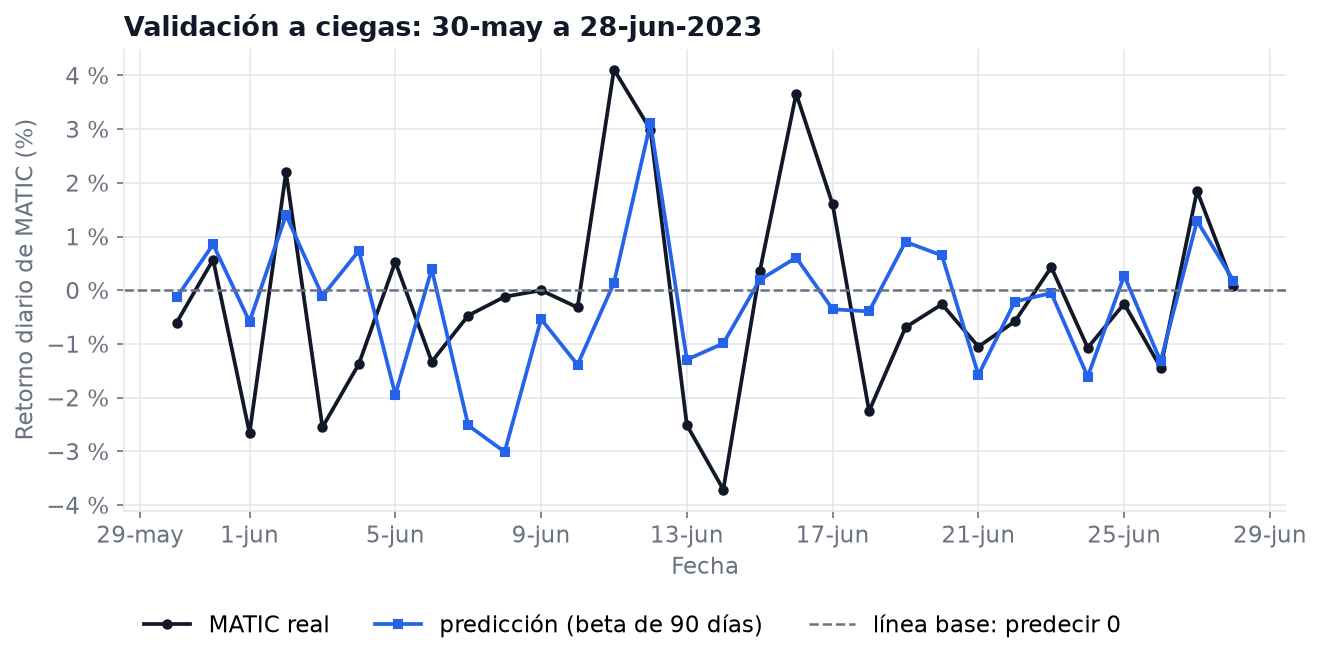 Validación a ciegas: 30-may a 28-jun-2023
Retorno diario de MATIC (%)
4 %
3 %
2 %
1 %
0 %
−1 %
−2 %
−3 %
−4 %
29-may 1-jun 5-jun 9-jun 13-jun 17-jun 21-jun 25-jun 29-jun
Fecha
MATIC real predicción (beta de 90 días) línea base: predecir 0